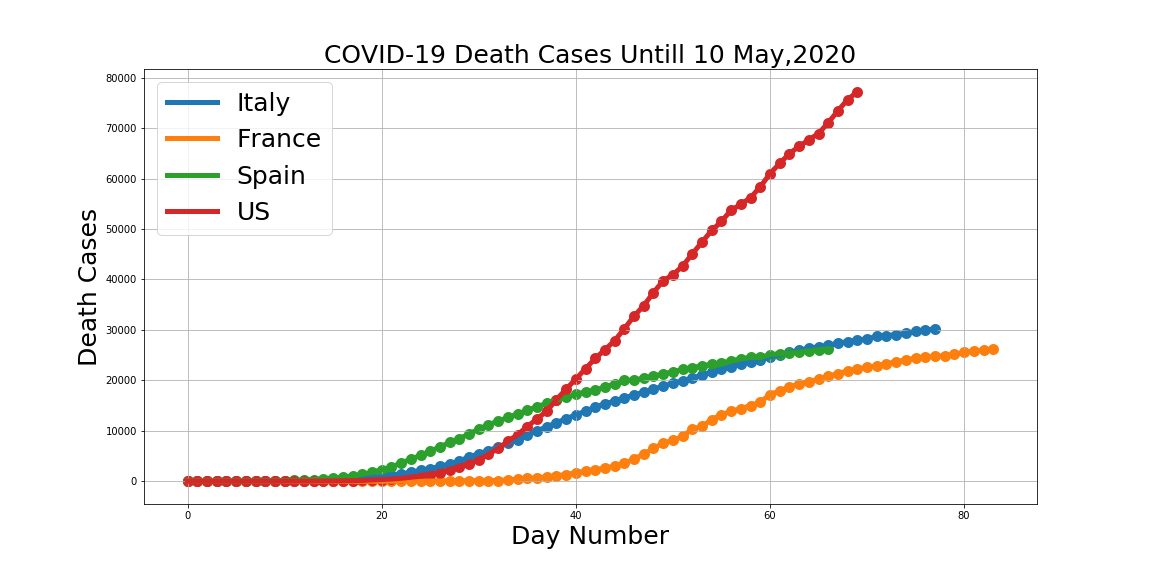 COVID-19 Death Cases Untill 10 May,2020
Italy
France
Spain
US
Death Cases
80000
70000
60000
50000
40000
30000
20000
10000
0
0 20 40 60 80
Day Number